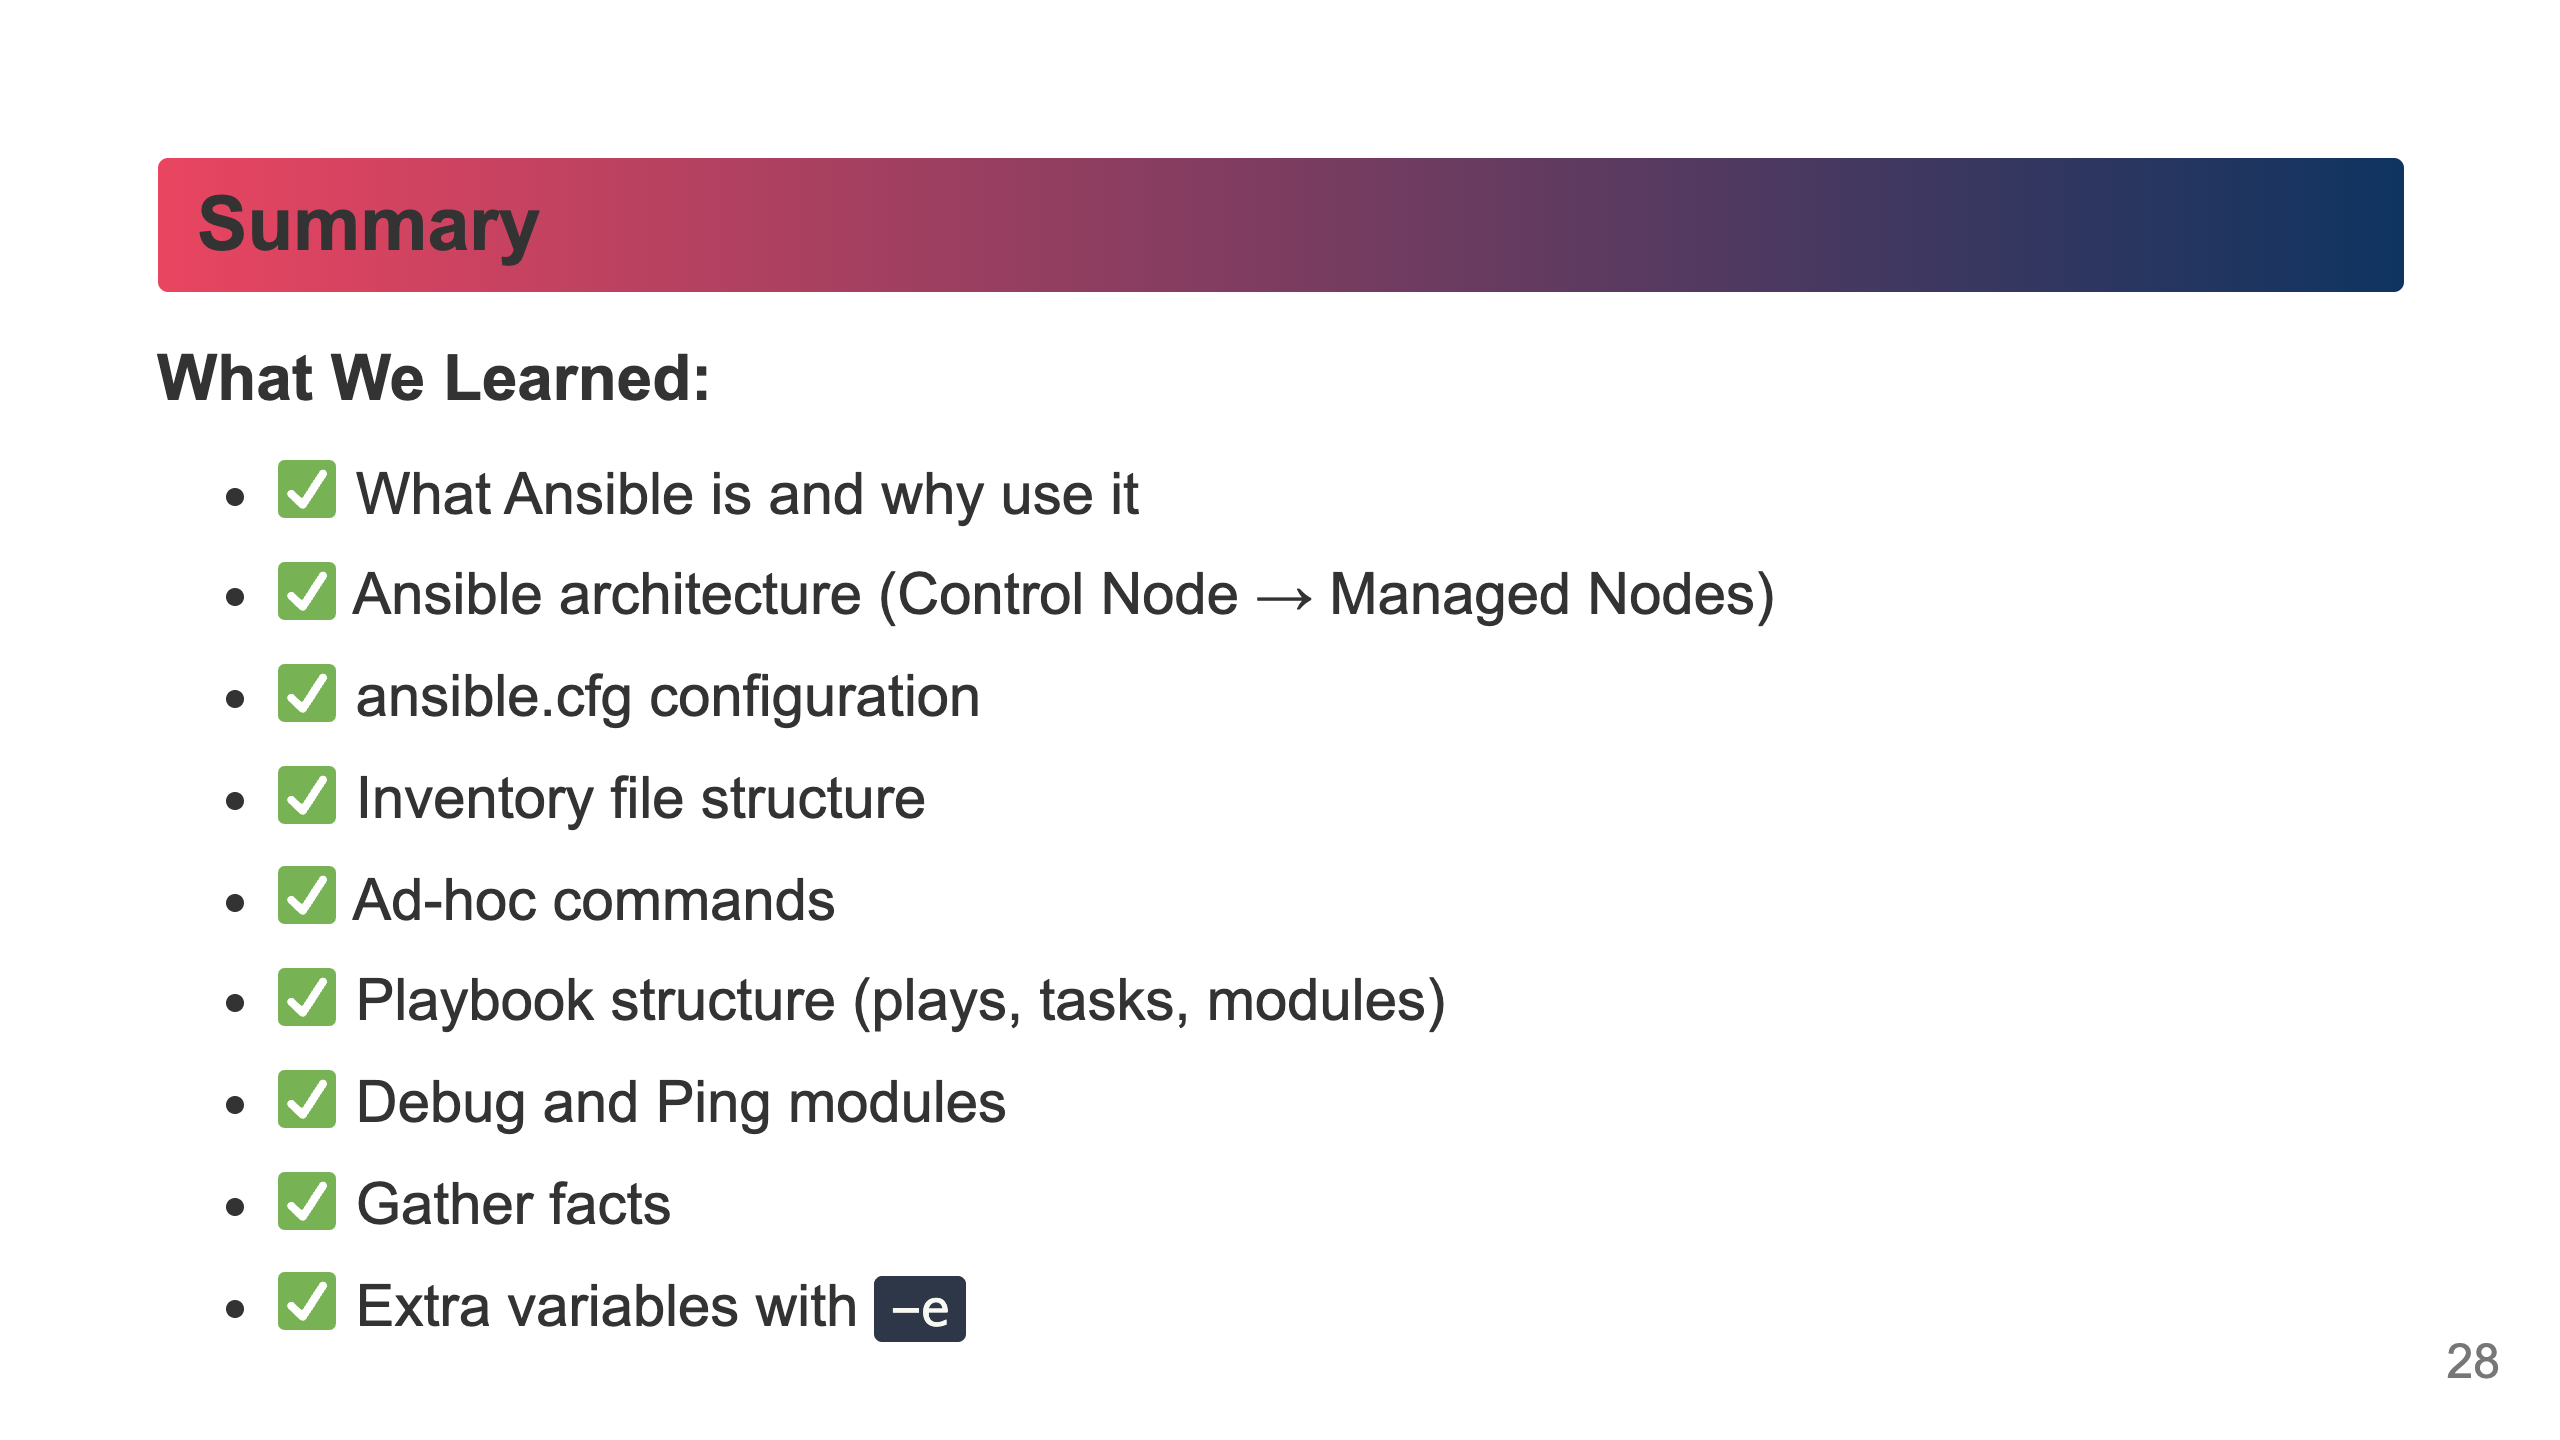 Summary
What We Learned:
• ✅ What Ansible is and why use it
• ✅ Ansible architecture (Control Node → Managed Nodes)
• ✅ ansible.cfg configuration
• ✅ Inventory file structure
• ✅ Ad-hoc commands
• ✅ Playbook structure (plays, tasks, modules)
• ✅ Debug and Ping modules
• ✅ Gather facts
• ✅ Extra variables with -e
28